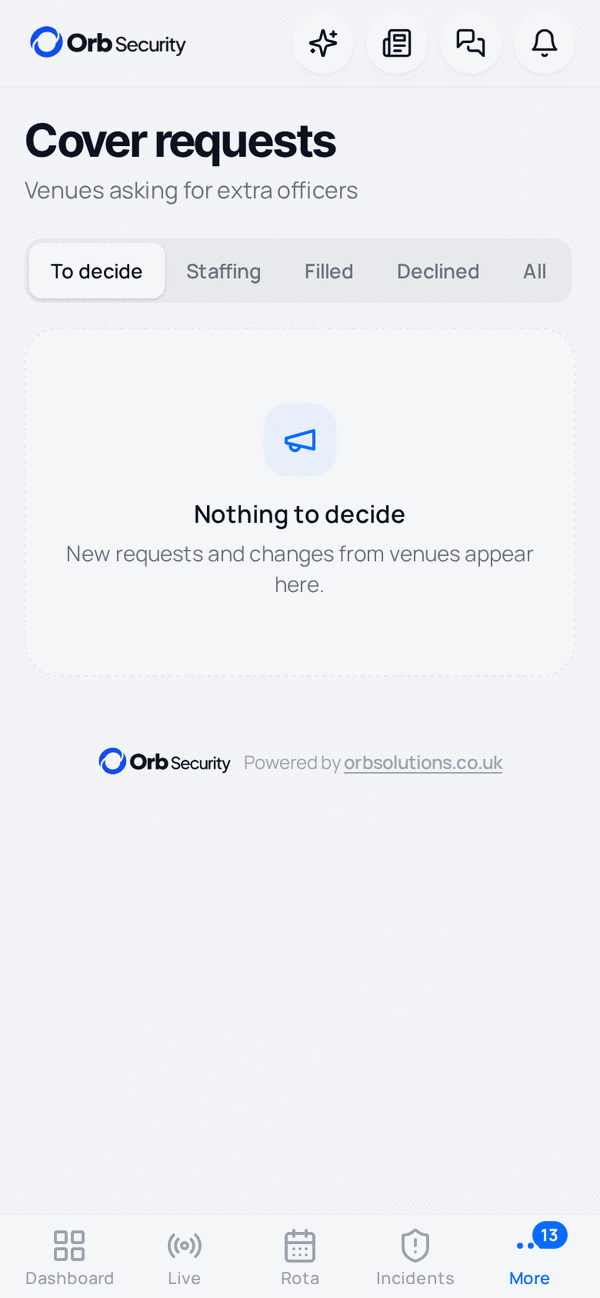 Orb Security
Cover requests
Venues asking for extra officers
To decide Staffing Filled Declined All
Nothing to decide
New requests and changes from venues appear
here.
Orb Security Powered by orbsolutions.co.uk
13
Dashboard Live Rota Incidents More